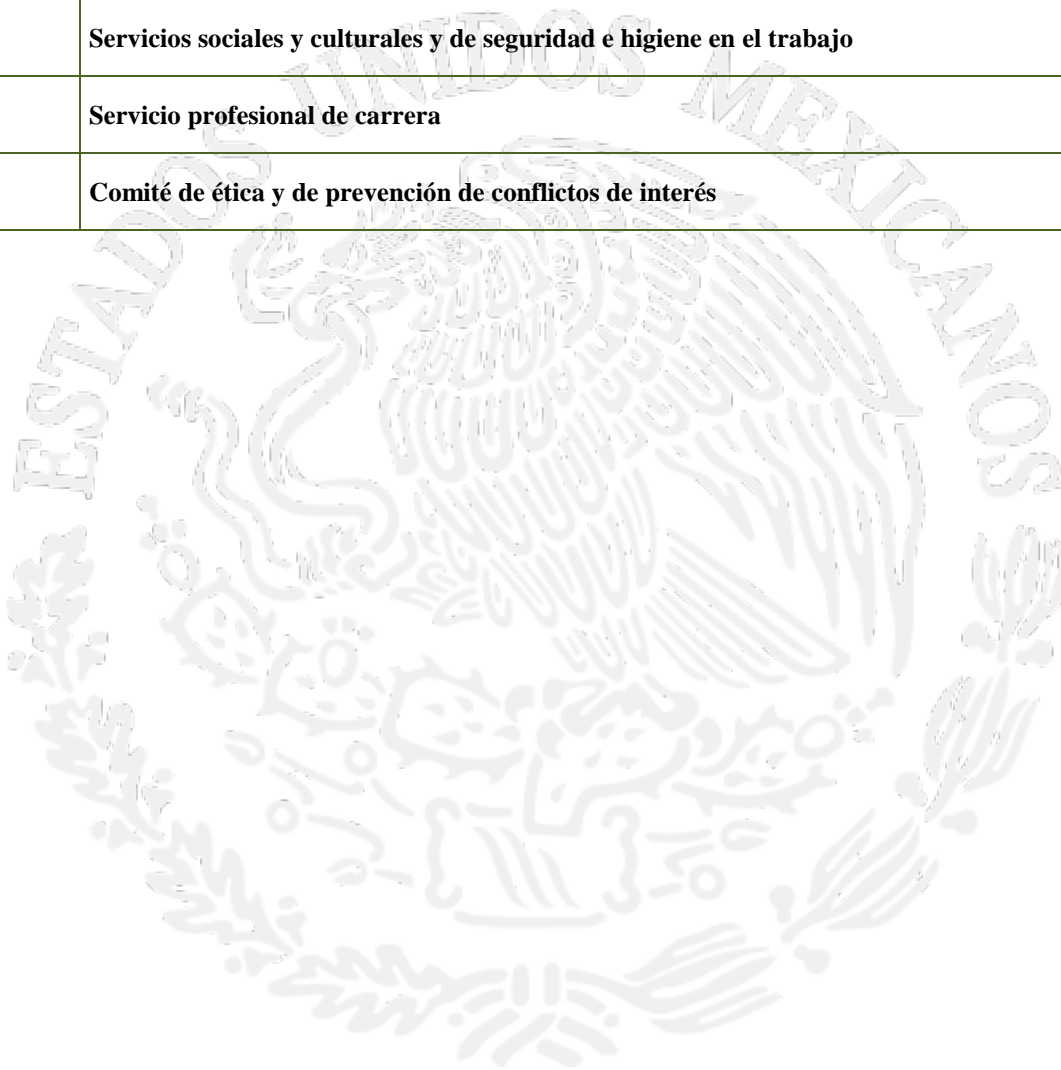 Servicios sociales y culturales y de seguridad e higiene en el trabajo
Servicio profesional de carrera
Comité de ética y de prevención de conflictos de interés
ESTADOS UNIDOS MEXICANOS